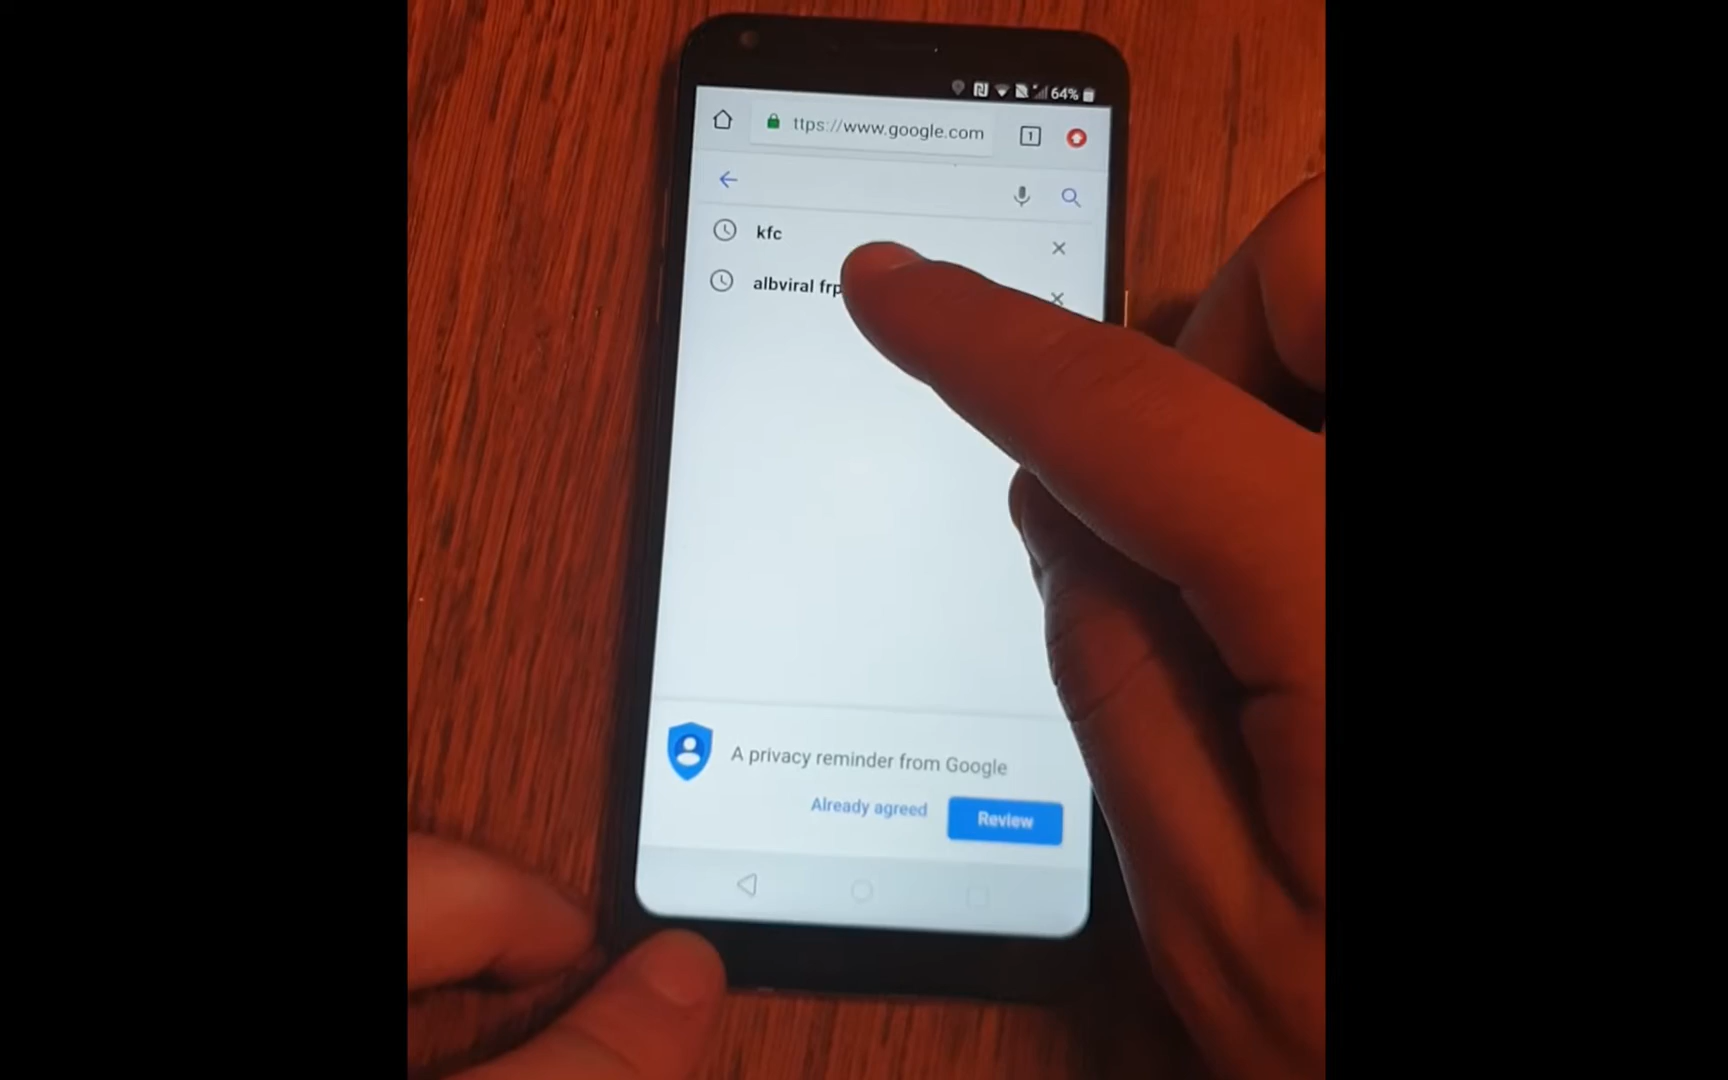 64%
ttps://www.google.com
1
kfc
albviral frp
A privacy reminder from Google
Already agreed
Review